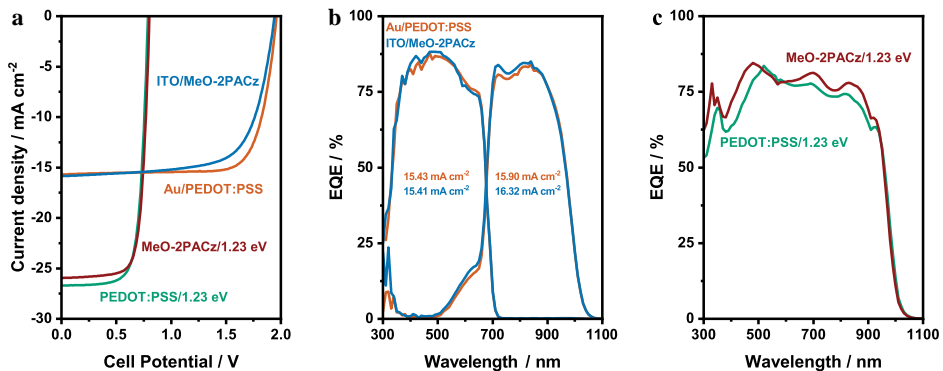 a
0
-5
-10
-15
-20
-25
-30
0.0
0.5
1.0
1.5
2.0
Current density / mA cm-2
Cell Potential / V
ITO/MeO-2PACz
Au/PEDOT:PSS
MeO-2PACz/1.23 eV
PEDOT:PSS/1.23 eV
b
100
75
50
25
0
300
500
700
900
1100
EQE / %
Wavelength / nm
Au/PEDOT:PSS
ITO/MeO-2PACz
15.43 mA cm-2
15.41 mA cm-2
15.90 mA cm-2
16.32 mA cm-2
c
100
75
50
25
0
300
500
700
900
1100
EQE / %
Wavelength / nm
MeO-2PACz/1.23 eV
PEDOT:PSS/1.23 eV